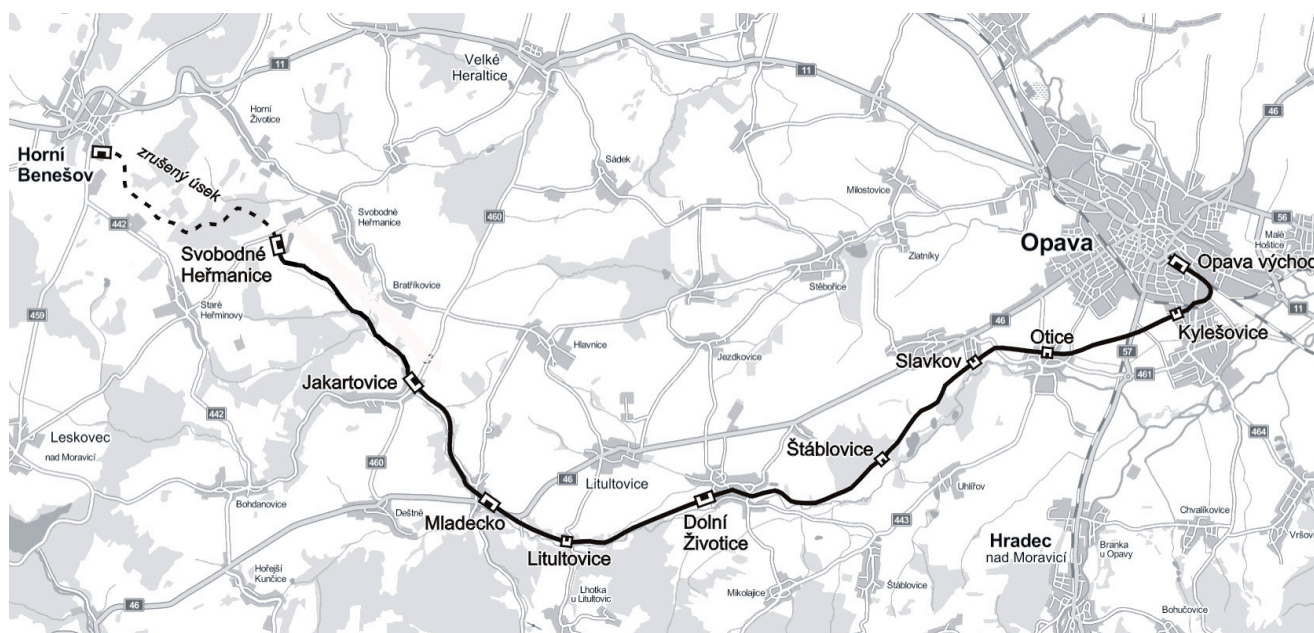 11
Velké
Heraltice
11
46
Horní
Životice
Horní
Benešov
zrušený úsek
Sádek
Milostovice
442
460
Svobodné
Heřmanice
56
Malé
Hoštice
Opava
Svobodné
Heřmanice
Zlatníky
Opava východ
Stěbořice
Bratříkovice
459
Staré
Heřminovy
11
46
Kylešovice
Otice
Hlavnice
Jezdkovice
Slavkov
57
461
Jakartovice
442
Leskovec
nad Moravicí
464
Štáblovice
460
46
Litultovice
Uhlířov
Bohdanovice
Deštné
Mladecko
Dolní
Životice
443
Chvalíkovice
Hradec
nad Moravicí
Branka
u Opavy
Vršov
Litultovice
Hořejší
Kunčice
Lhotka
u Litultovic
Mikolajice
Štáblovice
46
Bohučovice